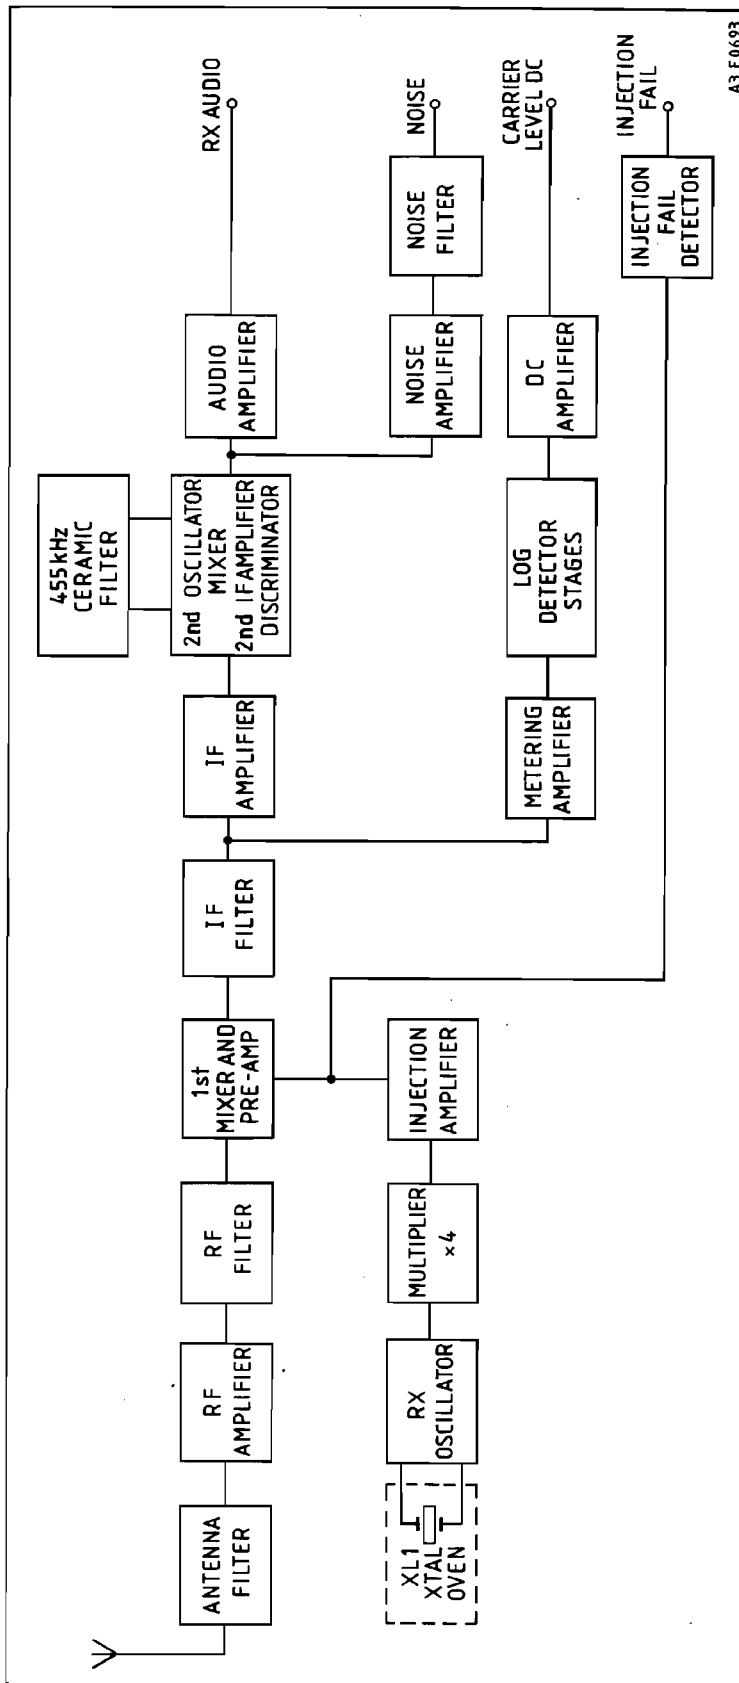 ANTENNA
FILTER
RF
AMPLIFIER
RF
FILTER
1st
MIXER AND
PRE-AMP
IF
FILTER
IF
AMPLIFIER
455kHz
CERAMIC
FILTER
2nd OSCILLATOR
MIXER
2nd IF AMPLIFIER
DISCRIMINATOR
AUDIO
AMPLIFIER
RX AUDIO
XL1
XTAL
OVEN
RX
OSCILLATOR
MULTIPLIER
×4
INJECTION
AMPLIFIER
NOISE
AMPLIFIER
NOISE
FILTER
NOISE
METERING
AMPLIFIER
LOG
DETECTOR
STAGES
DC
AMPLIFIER
CARRIER
LEVEL DC
INJECTION
FAIL
DETECTOR
INJECTION
FAIL
A3 F0693